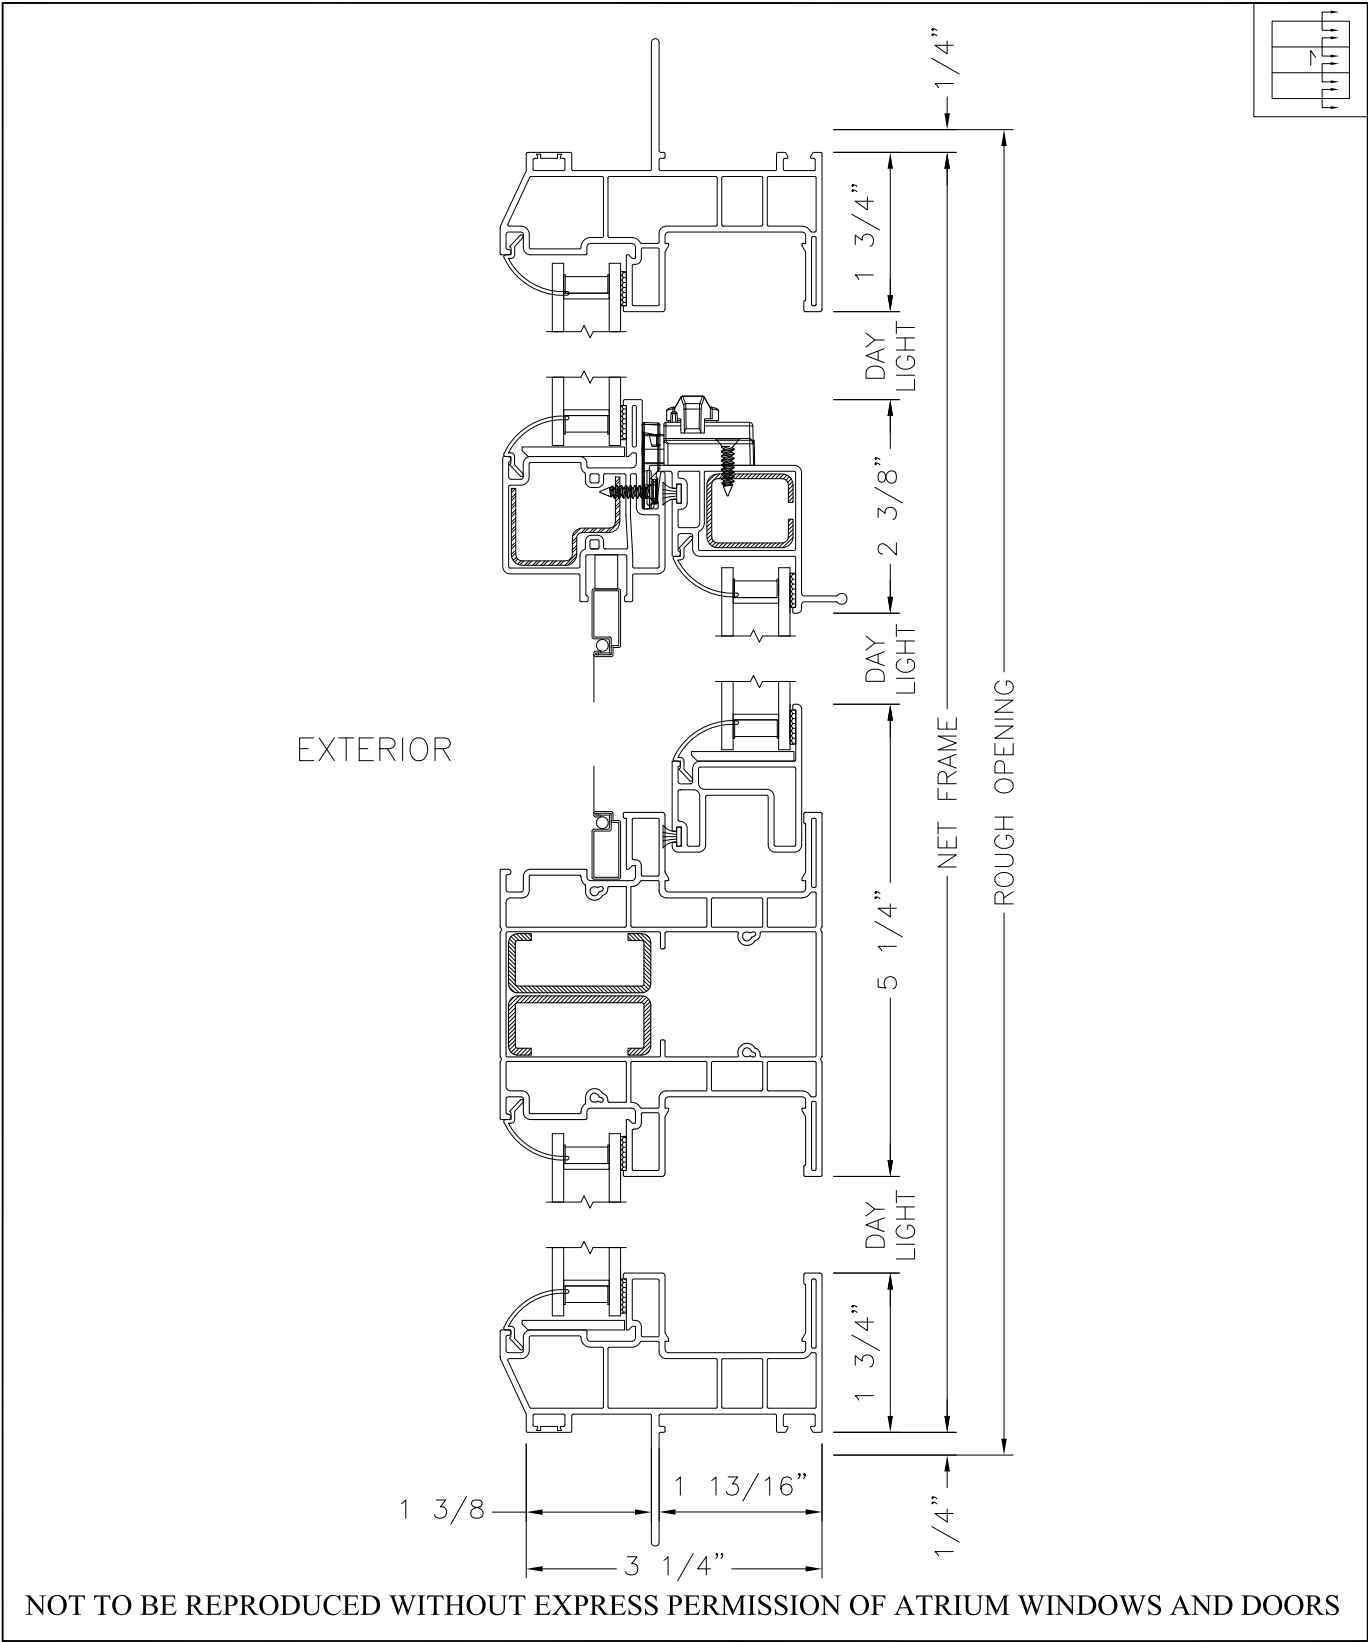 1/4”
1 3/4”
DAY
LIGHT
2 3/8”
DAY
LIGHT
EXTERIOR
NET FRAME
ROUGH OPENING
5 1/4”
DAY
LIGHT
1 3/4”
1 13/16”
1 3/8
1/4”
3 1/4”
NOT TO BE REPRODUCED WITHOUT EXPRESS PERMISSION OF ATRIUM WINDOWS AND DOORS